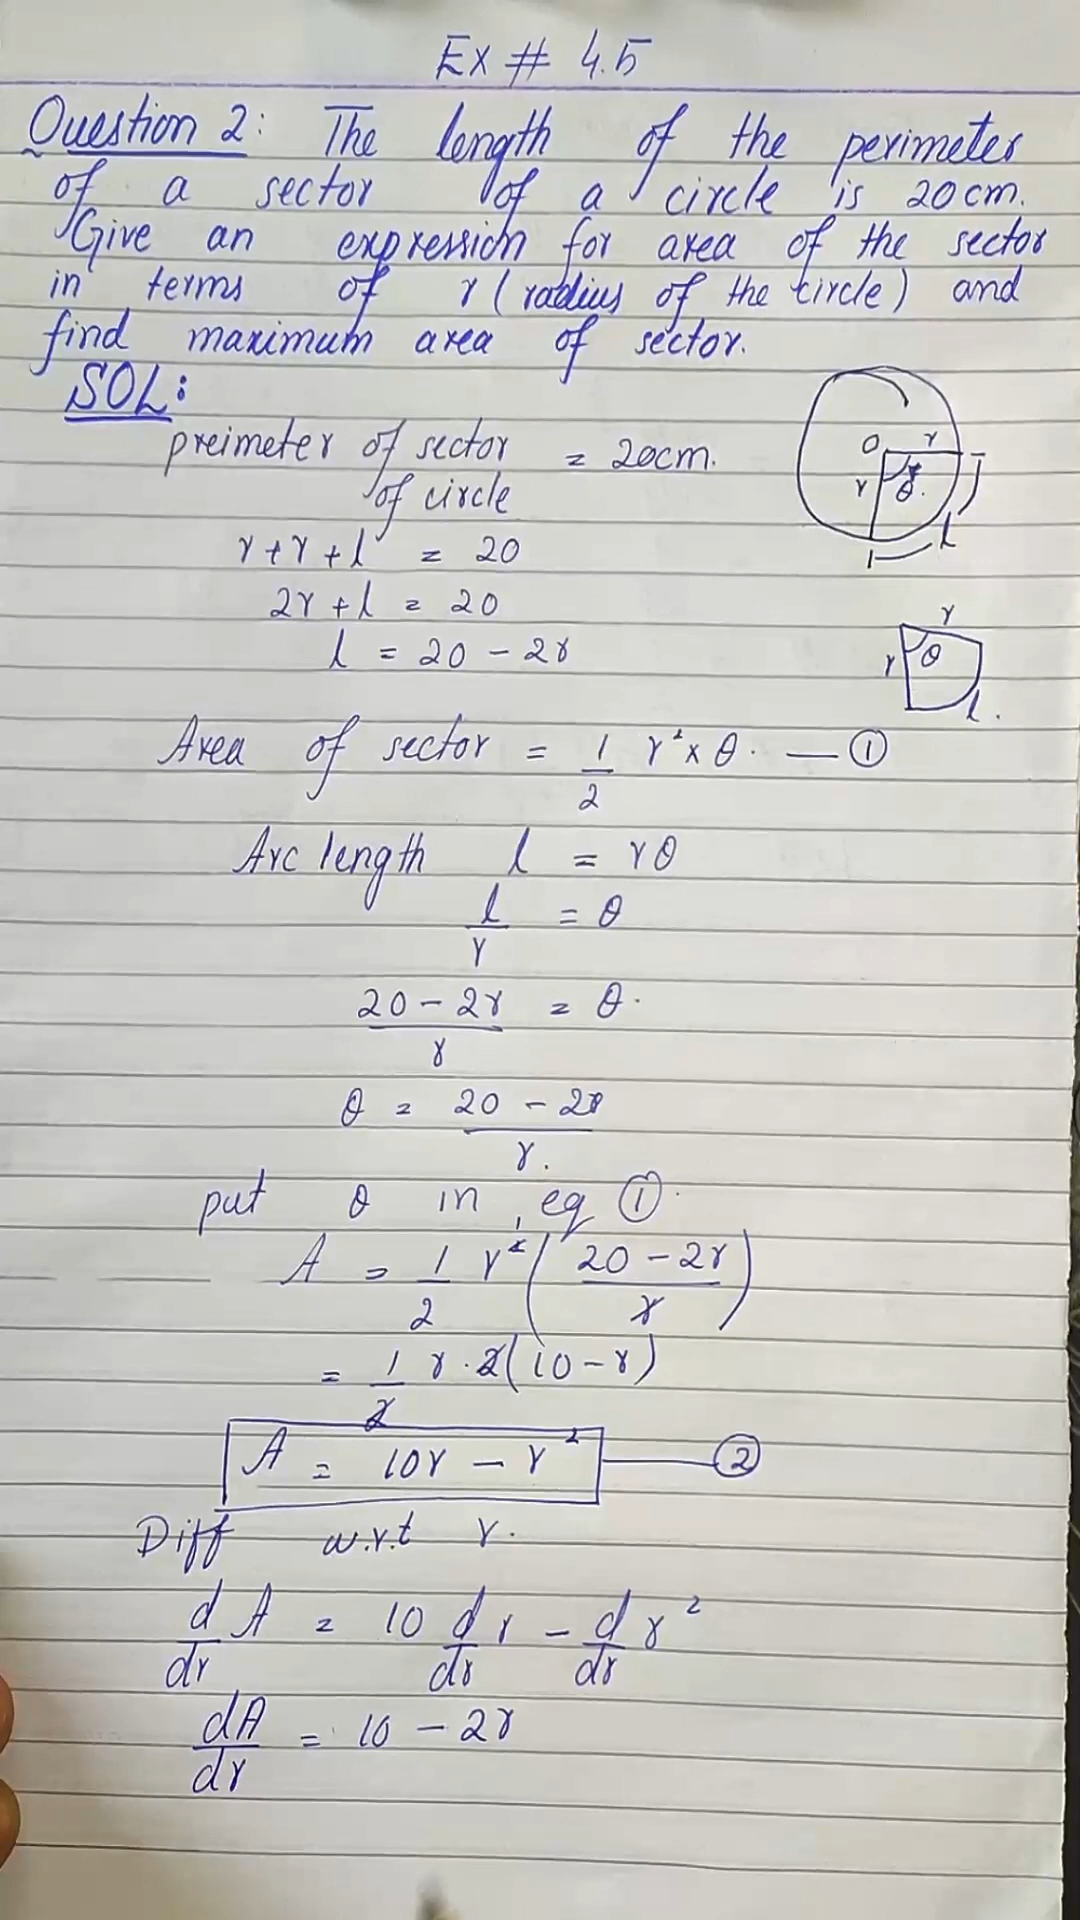 Ex # 4.5
Question 2: The length of the perimeter
of a sector of a circle is 20cm.
Give an expression for area of the sector
in terms of r (radius of the circle) and
find maximum area of sector.
SOL:
preimeter of sector = 20cm.
of circle
r + r + l = 20
2r + l = 20
l = 20 - 2r
O r
r θ.
l
r
r θ
l.
Area of sector = 1/2 r² × θ. — ①
Arc length l = rθ
l/r = θ
20 - 2r / r = θ.
θ = 20 - 2r / r.
put θ in eq ①.
A = 1/2 r² ( 20 - 2r / r )
= 1/2 r . 2(10 - r)
A = 10r - r² — ②
Diff w.r.t r.
d/dr A = 10 d/dr r - d/dr r²
dA/dr = 10 - 2r